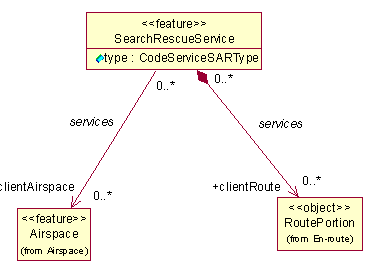 <<feature>>
SearchRescueService
type : CodeServiceSARType
0..*
0..*
services
services
clientAirspace
0..*
+clientRoute
0..*
<<feature>>
Airspace
(from Airspace)
<<object>>
RoutePortion
(from En-route)